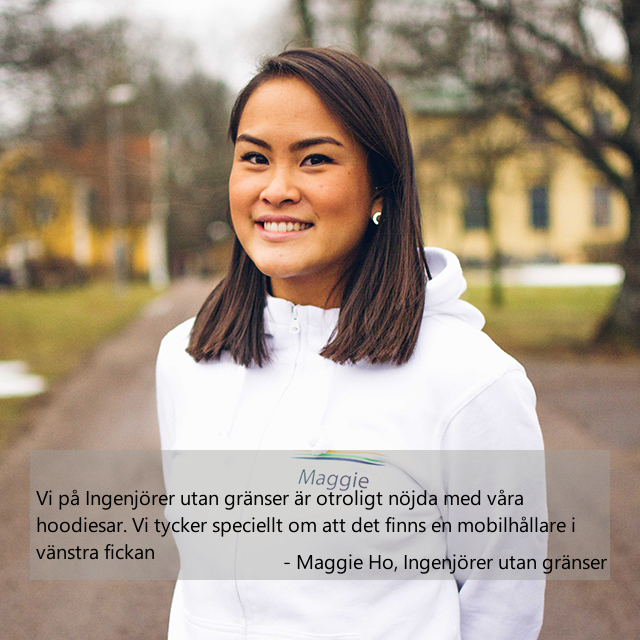 Maggie
Vi på Ingenjörer utan gränser är otroligt nöjda med våra
hoodiesar. Vi tycker speciellt om att det finns en mobilhållare i
vänstra fickan
- Maggie Ho, Ingenjörer utan gränser